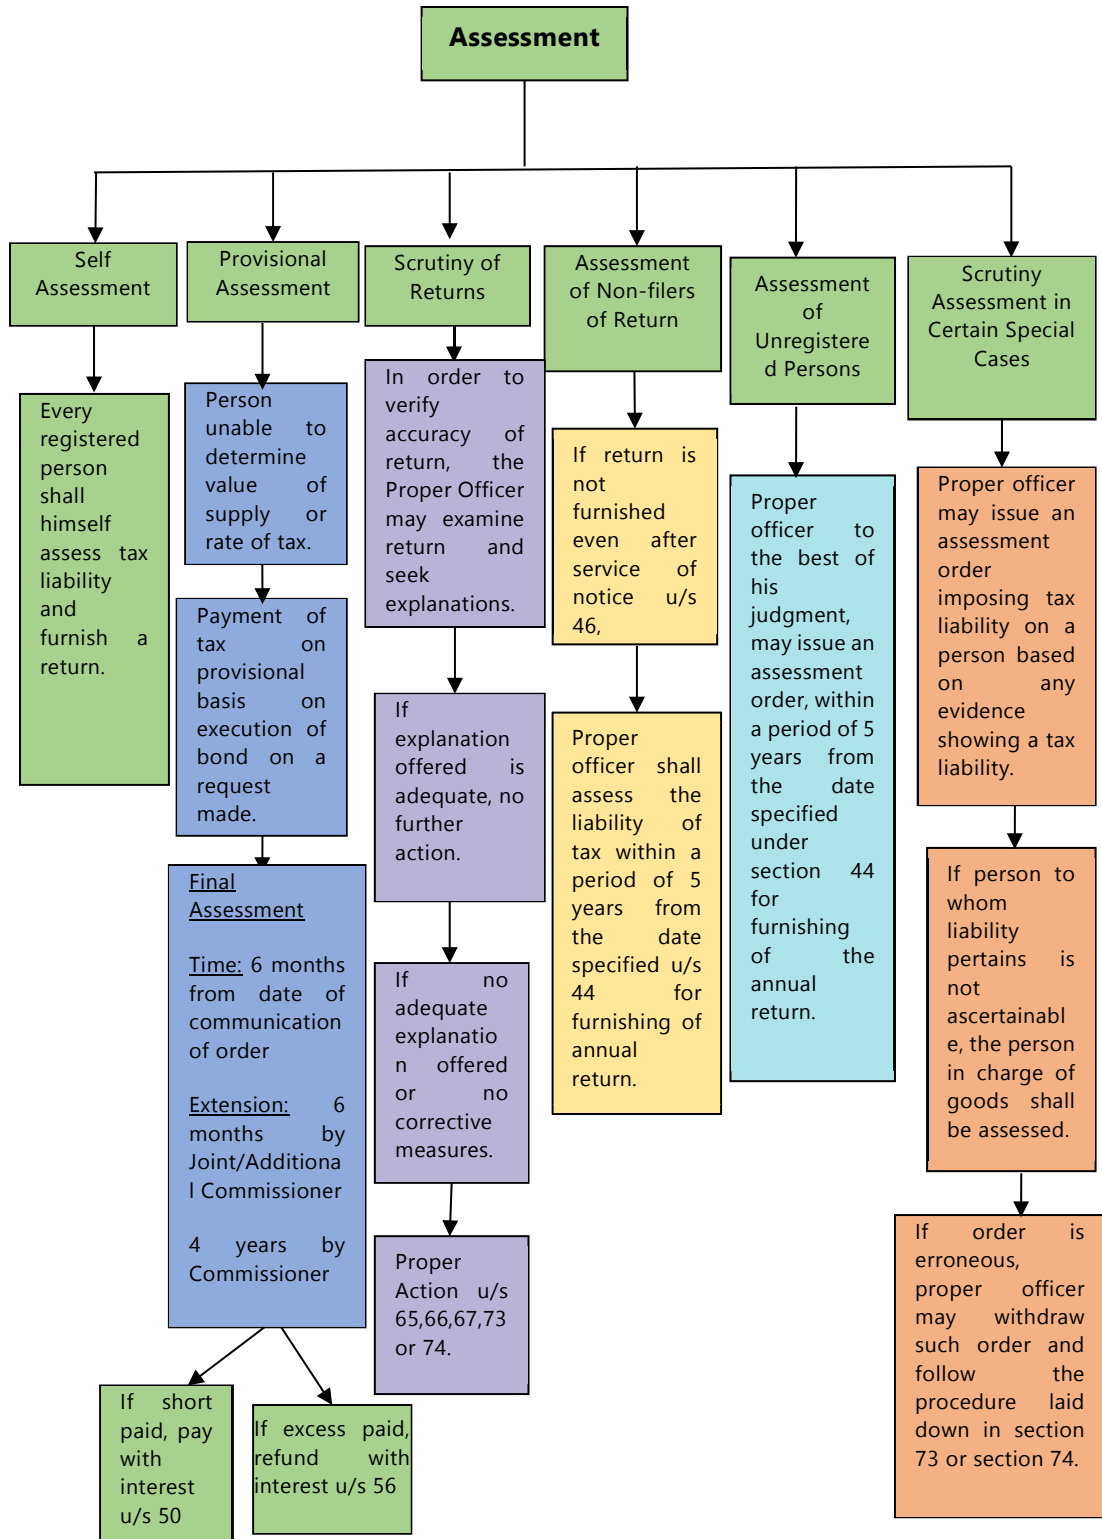 Assessment
Self
Assessment
Every
registered
person
shall
himself
assess tax
liability
and
furnish a
return.
Provisional
Assessment
Person
unable to
determine
value of
supply or
rate of tax.
Payment of
tax on
provisional
basis on
execution of
bond on a
request
made.
Final
Assessment
Time: 6 months
from date of
communication
of order
Extension: 6
months by
Joint/Additiona
l Commissioner
4 years by
Commissioner
If short
paid, pay
with
interest
u/s 50
If excess paid,
refund with
interest u/s 56
Scrutiny of
Returns
In order to
verify
accuracy of
return, the
Proper Officer
may examine
return and
seek
explanations.
If
explanation
offered is
adequate, no
further
action.
If no
adequate
explanatio
n offered
or no
corrective
measures.
Proper
Action u/s
65,66,67,73
or 74.
Assessment
of Non-filers
of Return
If return is
not
furnished
even after
service of
notice u/s
46,
Proper
officer shall
assess the
liability of
tax within a
period of 5
years from
the date
specified u/s
44 for
furnishing of
annual
return.
Assessment
of
Unregistere
d Persons
Proper
officer to
the best of
his
judgment,
may issue an
assessment
order, within
a period of 5
years from
the date
specified
under
section 44
for
furnishing
of the
annual
return.
Scrutiny
Assessment in
Certain Special
Cases
Proper officer
may issue an
assessment
order
imposing tax
liability on a
person based
on any
evidence
showing a tax
liability.
If person to
whom
liability
pertains is
not
ascertainabl
e, the person
in charge of
goods shall
be assessed.
If order is
erroneous,
proper officer
may withdraw
such order and
follow the
procedure laid
down in section
73 or section 74.